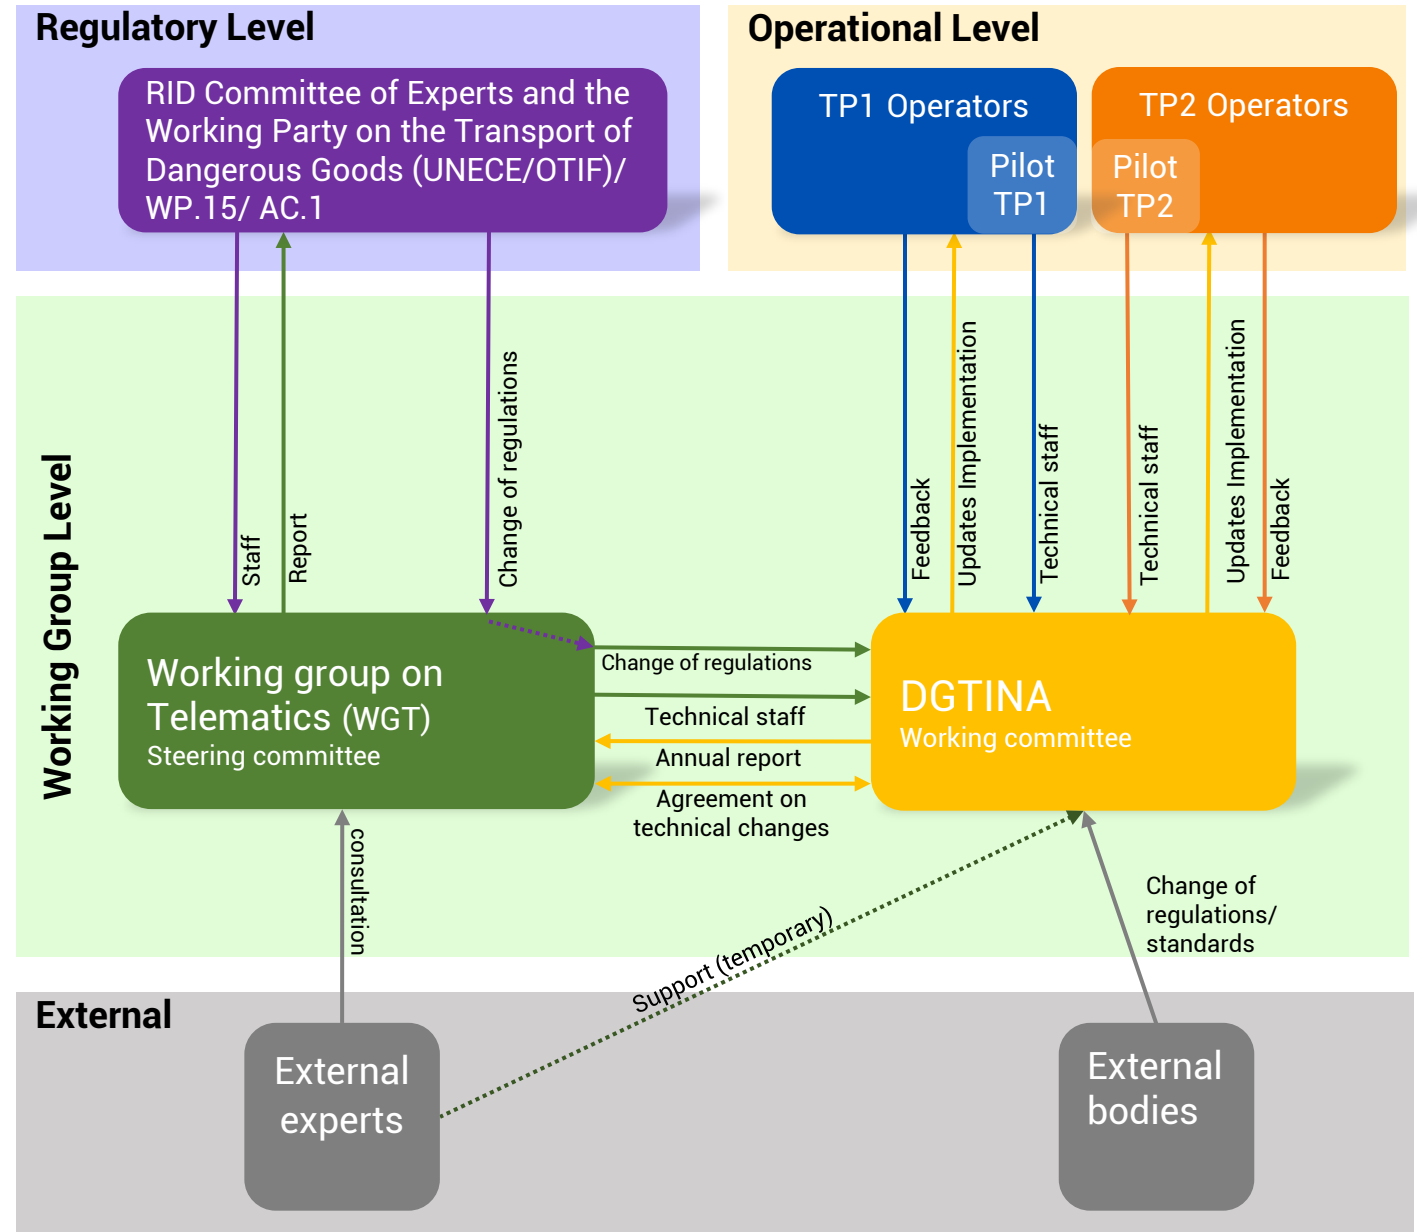 Regulatory Level
RID Committee of Experts and the
Working Party on the Transport of
Dangerous Goods (UNECE/OTIF)/
WP.15/ AC.1
Operational Level
TP1 Operators
Pilot
TP1
TP2 Operators
Pilot
TP2
Working Group Level
Staff
Report
Change of regulations
Feedback
Updates Implementation
Technical staff
Technical staff
Updates Implementation
Feedback
Working group on
Telematics (WGT)
Steering committee
Change of regulations
Technical staff
Annual report
Agreement on
technical changes
DGTINA
Working committee
consultation
Support (temporary)
Change of
regulations/
standards
External
External
experts
External
bodies